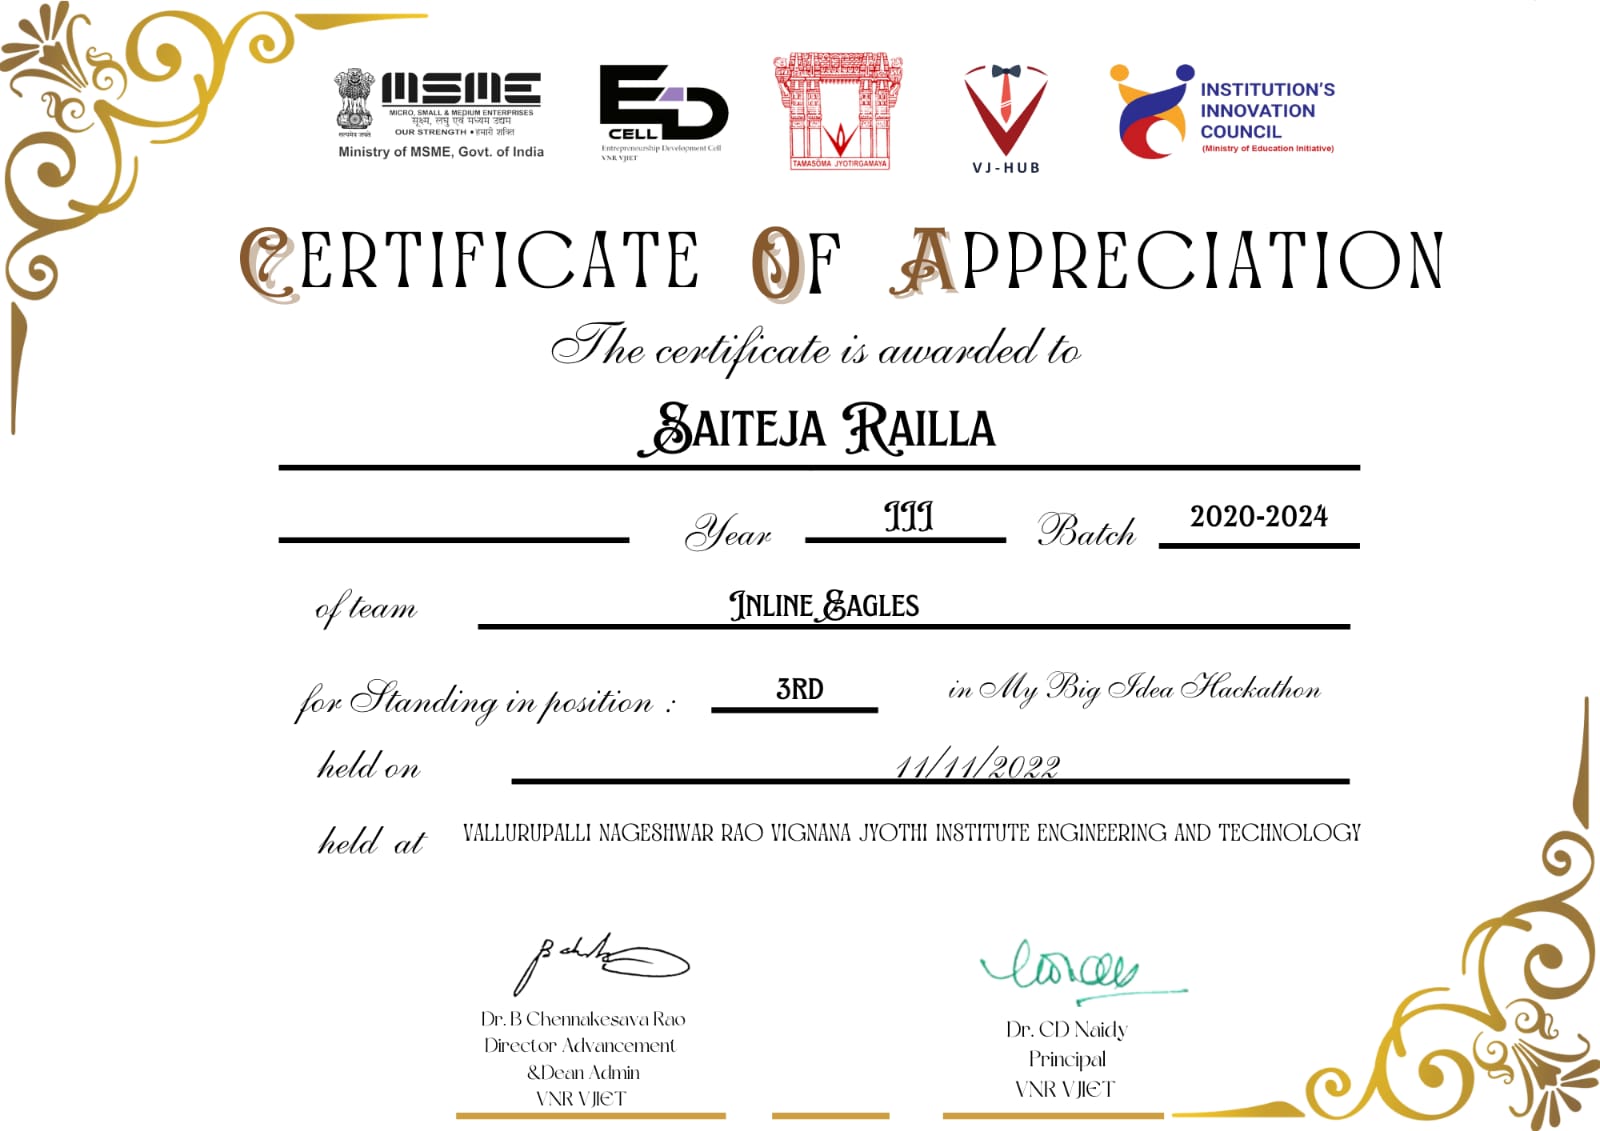 MSME
MICRO, SMALL & MEDIUM ENTERPRISES
सूक्ष्म, लघु एवं मध्यम उद्यम
OUR STRENGTH • हमारी शक्ति
सत्यमेव जयते
Ministry of MSME, Govt. of India
ED
CELL
Entrepreneurship Development Cell
VNR VJIET
TAMASOMA JYOTIRGAMAYA
VJ-HUB
INSTITUTION'S
INNOVATION
COUNCIL
(Ministry of Education Initiative)
CERTIFICATE OF APPRECIATION
The certificate is awarded to
SAITEJA RAILLA
Year III Batch 2020-2024
of team INLINE EAGLES
for Standing in position : 3RD in My Big Idea Hackathon
held on 11/11/2022
held at VALLURUPALLI NAGESHWAR RAO VIGNANA JYOTHI INSTITUTE ENGINEERING AND TECHNOLOGY
Dr. B Chennakesava Rao
Director Advancement
&Dean Admin
VNR VJIET
Dr. CD Naidy
Principal
VNR VJIET